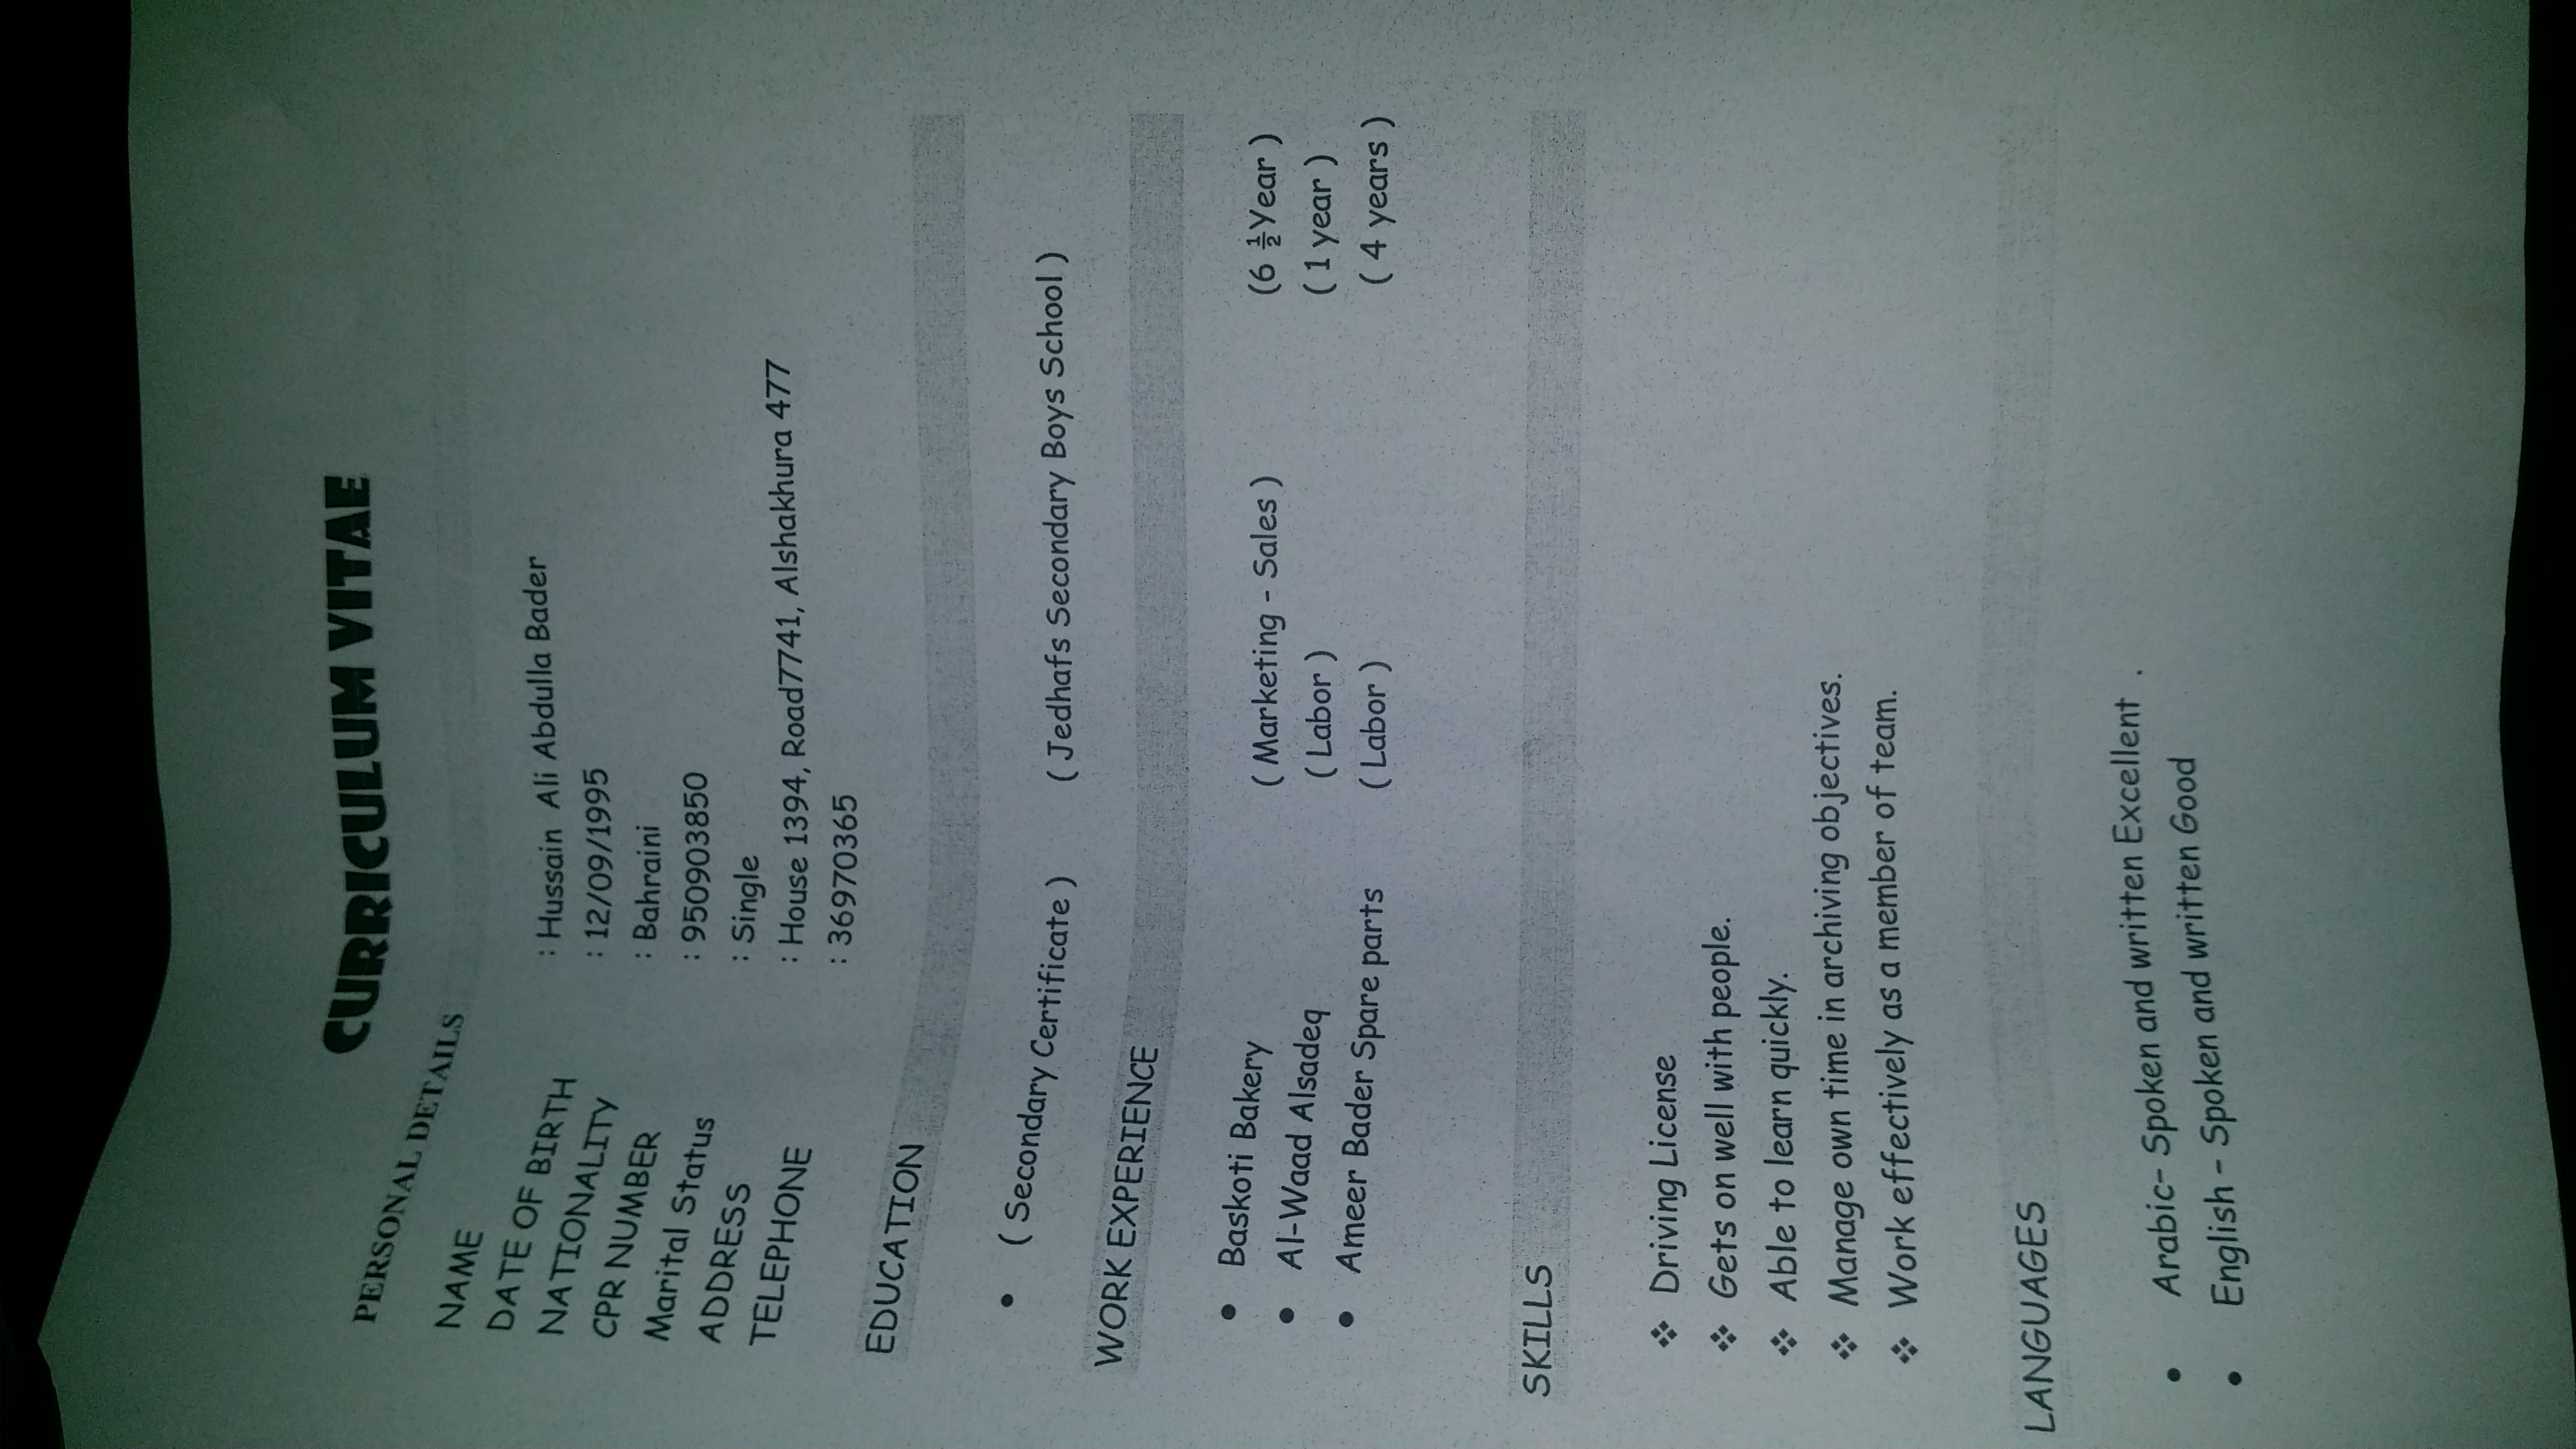 CURRICULUM VITAE
PERSONAL DETAILS
NAME : Hussain Ali Abdulla Bader
DATE OF BIRTH : 12/09/1995
NATIONALITY : Bahraini
CPR NUMBER : 950903850
Marital Status : Single
ADDRESS : House 1394, Road7741, Alshakhura 477
TELEPHONE : 36970365
EDUCATION
• ( Secondary Certificate ) ( Jedhafs Secondary Boys School )
WORK EXPERIENCE
• Baskoti Bakery ( Marketing - Sales ) (6 ½Year )
• Al-Waad Alsadeq ( Labor ) ( 1 year )
• Ameer Bader Spare parts ( Labor ) ( 4 years )
SKILLS
❖ Driving License
❖ Gets on well with people.
❖ Able to learn quickly.
❖ Manage own time in archiving objectives.
❖ Work effectively as a member of team.
LANGUAGES
• Arabic- Spoken and written Excellent .
• English - Spoken and written Good